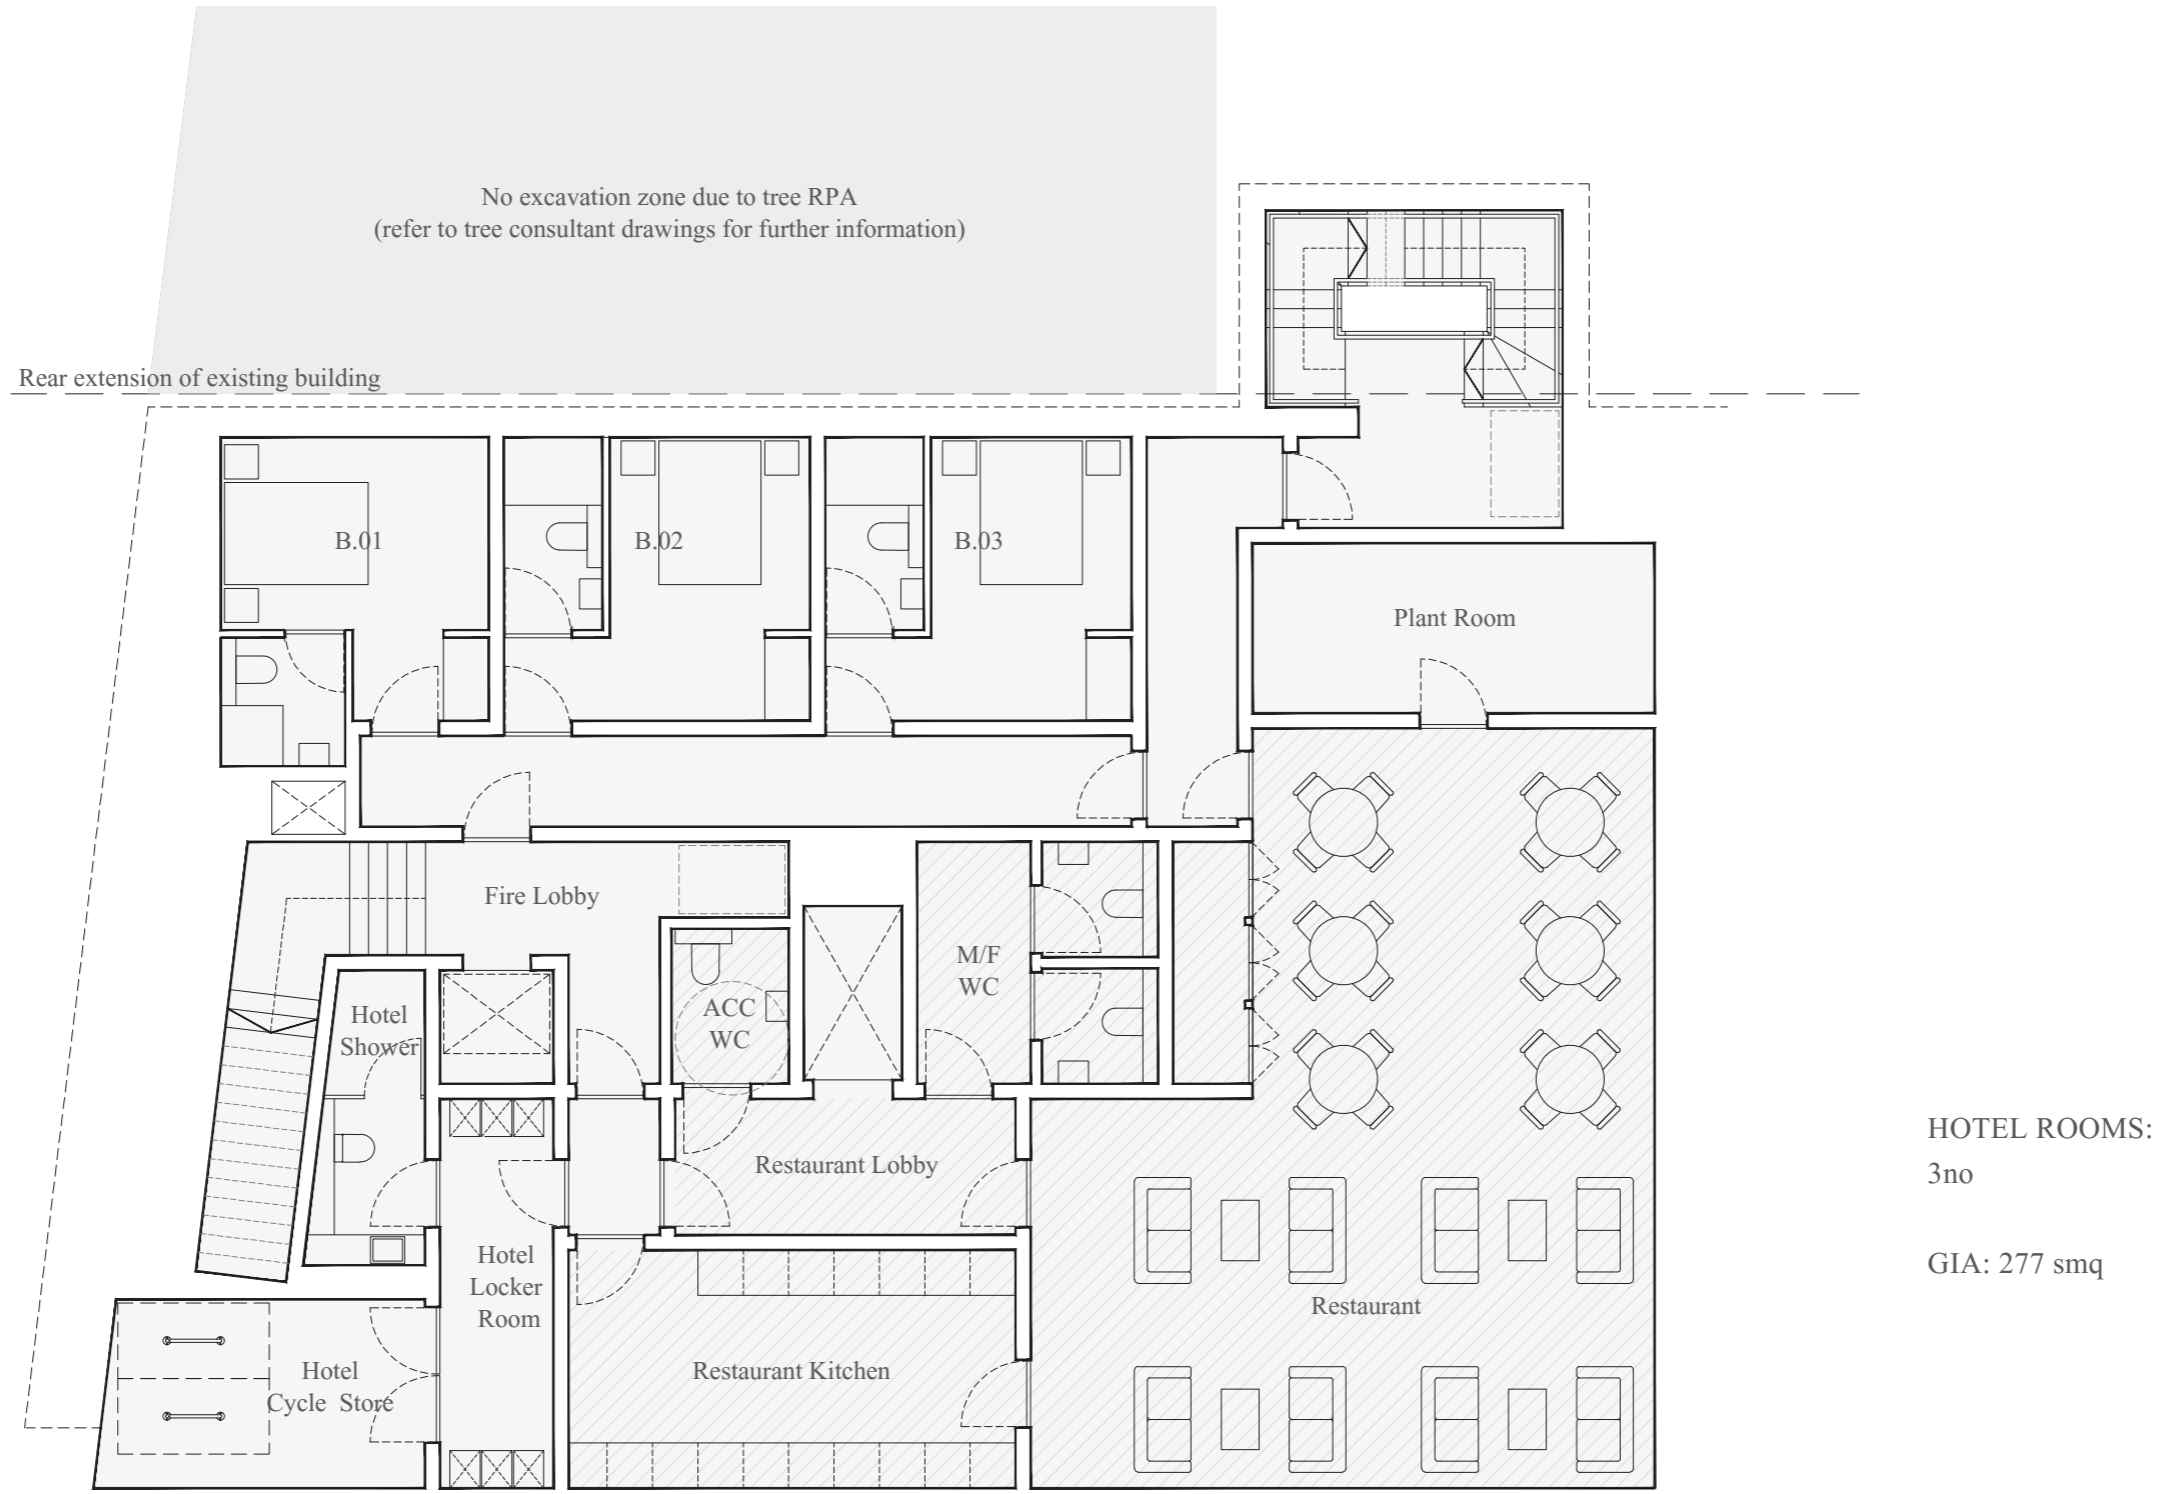 No excavation zone due to tree RPA
(refer to tree consultant drawings for further information)
Rear extension of existing building
B.01
B.02
B.03
Plant Room
Fire Lobby
M/F
WC
Hotel
Shower
ACC
WC
Restaurant Lobby
HOTEL ROOMS:
3no
GIA: 277 smq
Hotel
Locker
Room
Restaurant
Restaurant Kitchen
Hotel
Cycle Store